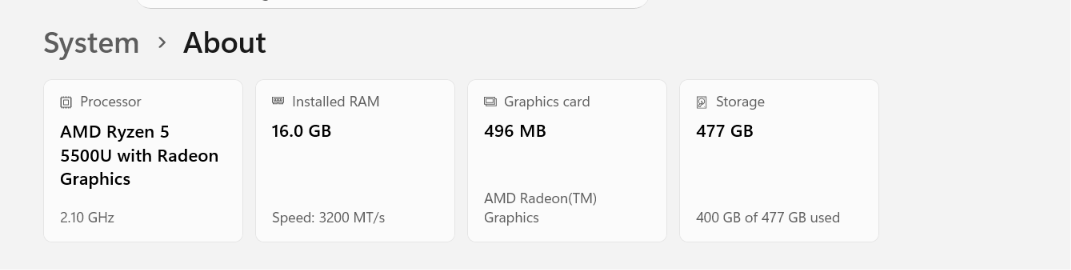 System > About
Processor
AMD Ryzen 5
5500U with Radeon
Graphics
2.10 GHz
Installed RAM
16.0 GB
Speed: 3200 MT/s
Graphics card
496 MB
AMD Radeon(TM)
Graphics
Storage
477 GB
400 GB of 477 GB used